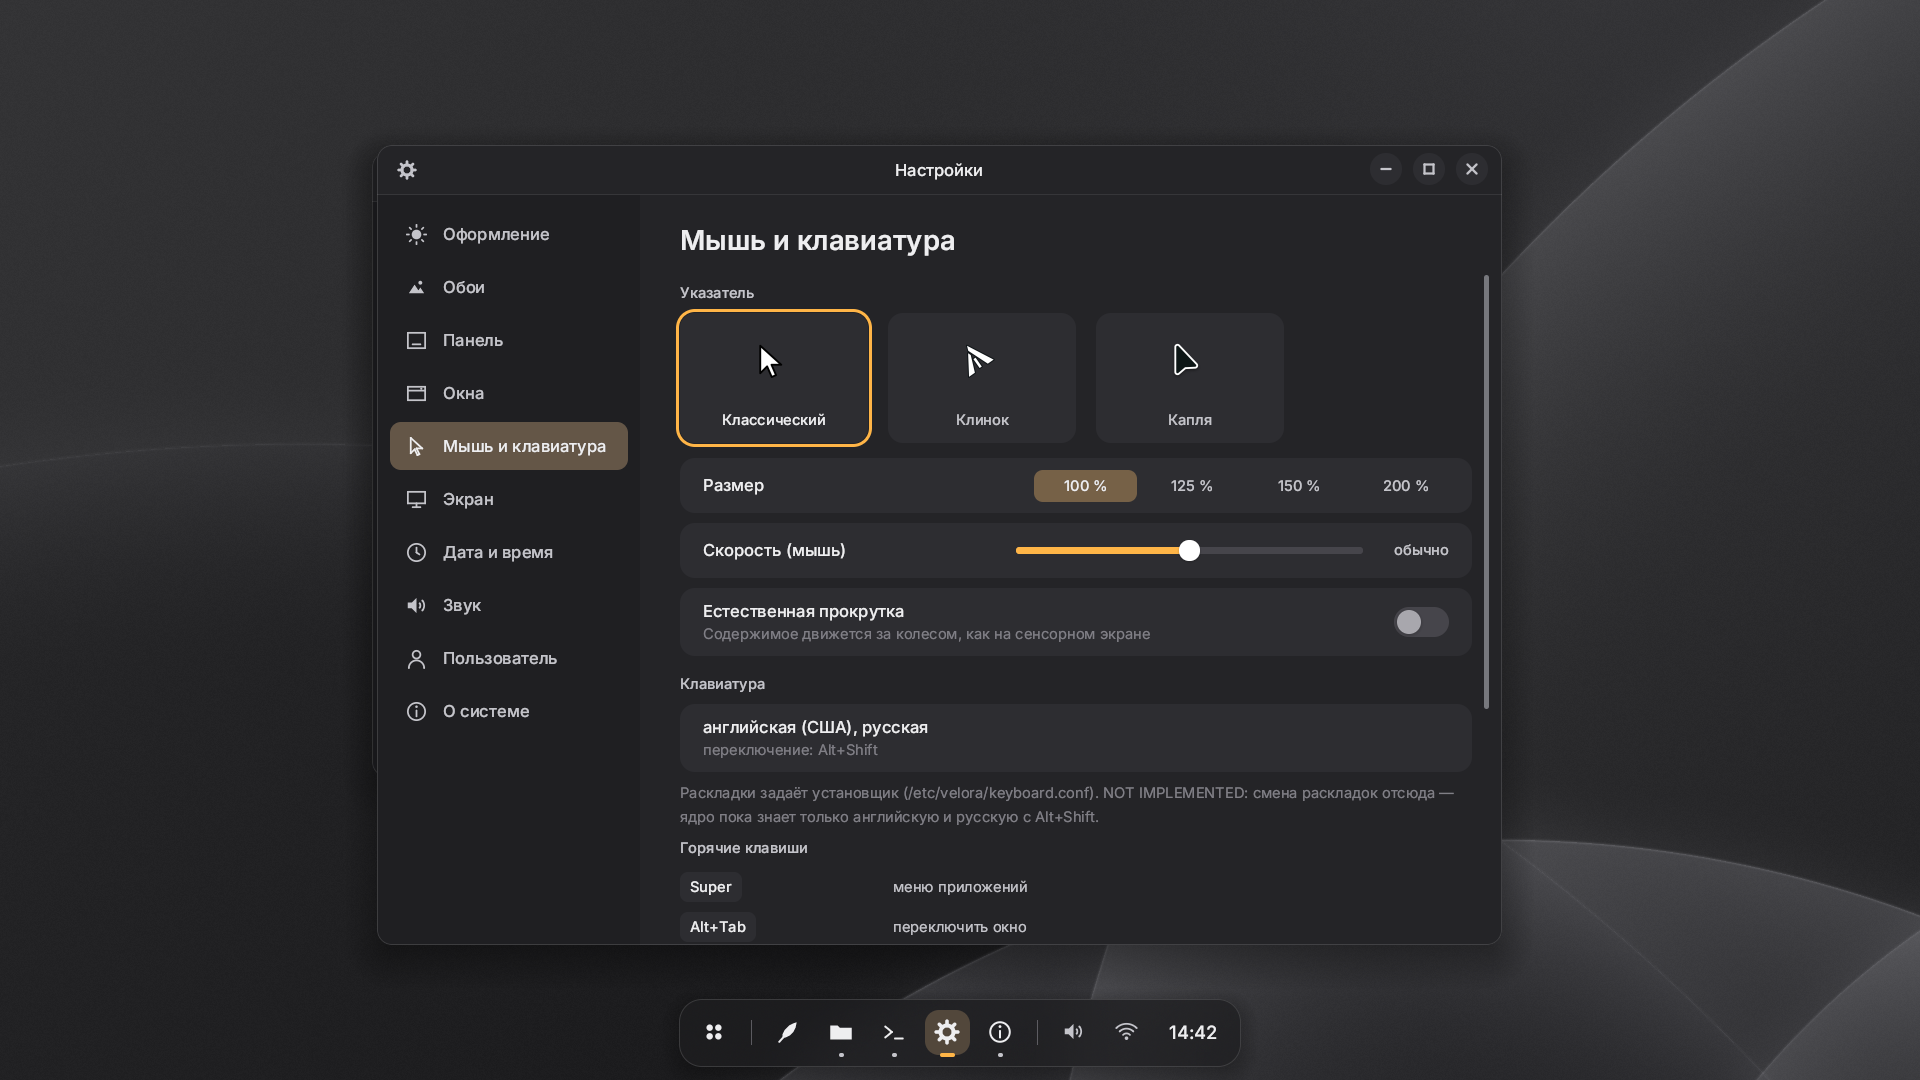 Настройки
Оформление
Обои
Панель
Окна
Мышь и клавиатура
Экран
Дата и время
Звук
Пользователь
О системе
Мышь и клавиатура
Указатель
Классический
Клинок
Капля
Размер
100 %
125 %
150 %
200 %
Скорость (мышь)
обычно
Естественная прокрутка
Содержимое движется за колесом, как на сенсорном экране
Клавиатура
английская (США), русская
переключение: Alt+Shift
Раскладки задаёт установщик (/etc/velora/keyboard.conf). NOT IMPLEMENTED: смена раскладок отсюда —
ядро пока знает только английскую и русскую с Alt+Shift.
Горячие клавиши
Super
меню приложений
Alt+Tab
переключить окно
14:42